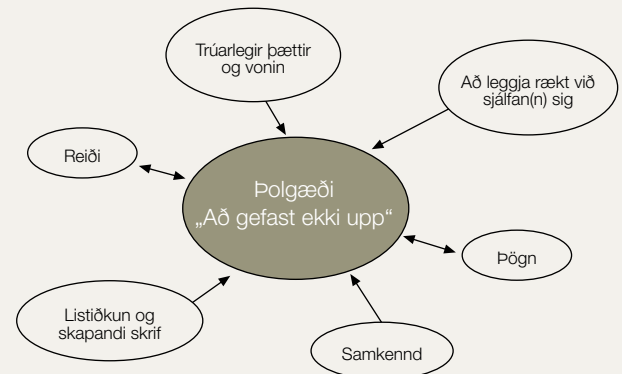 Trúarlegir þættir
og vonin
Að leggja rækt við
sjálfan(n) sig
Reiði
Þolgæði
„Að gefast ekki upp“
Þögn
Listiðkun og
skapandi skrif
Samkennd